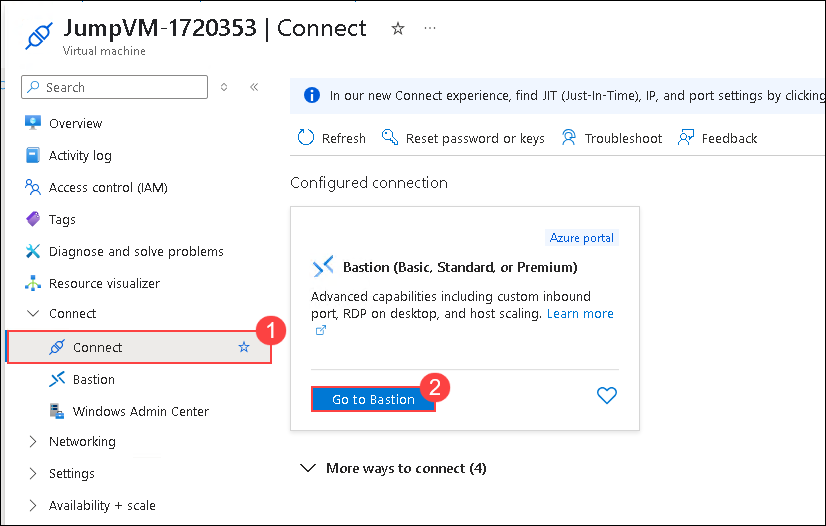 JumpVM-1720353 | Connect
Virtual machine
Search
Overview
Activity log
Access control (IAM)
Tags
Diagnose and solve problems
Resource visualizer
Connect
Connect
1
Bastion
Windows Admin Center
Networking
Settings
Availability + scale
In our new Connect experience, find JIT (Just-In-Time), IP, and port settings by clicking
Refresh
Reset password or keys
Troubleshoot
Feedback
Configured connection
Azure portal
Bastion (Basic, Standard, or Premium)
Advanced capabilities including custom inbound
port, RDP on desktop, and host scaling. Learn more
Go to Bastion
2
More ways to connect (4)